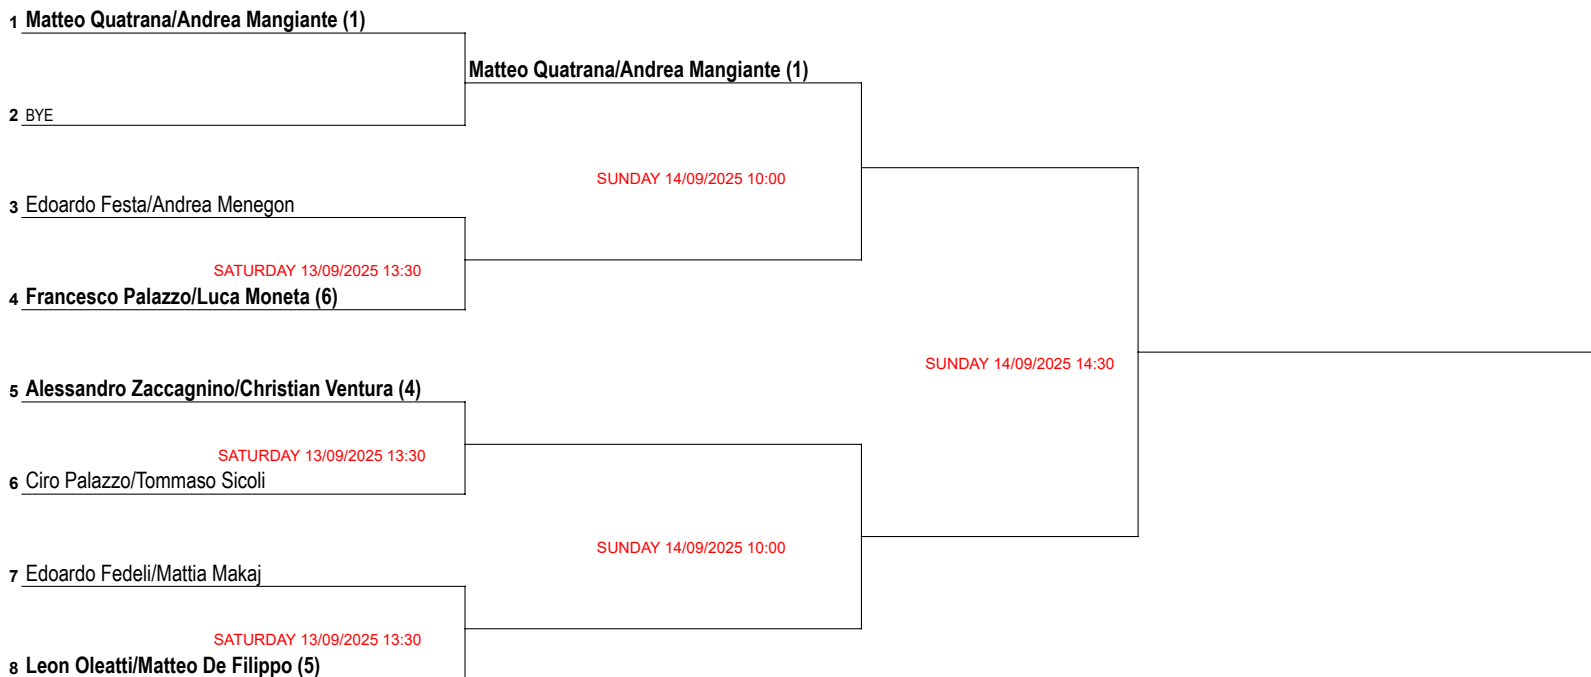 1 Matteo Quatrana/Andrea Mangiante (1)
Matteo Quatrana/Andrea Mangiante (1)
2 BYE
SUNDAY 14/09/2025 10:00
3 Edoardo Festa/Andrea Menegon
SATURDAY 13/09/2025 13:30
4 Francesco Palazzo/Luca Moneta (6)
SUNDAY 14/09/2025 14:30
5 Alessandro Zaccagnino/Christian Ventura (4)
SATURDAY 13/09/2025 13:30
6 Ciro Palazzo/Tommaso Sicoli
SUNDAY 14/09/2025 10:00
7 Edoardo Fedeli/Mattia Makaj
SATURDAY 13/09/2025 13:30
8 Leon Oleatti/Matteo De Filippo (5)